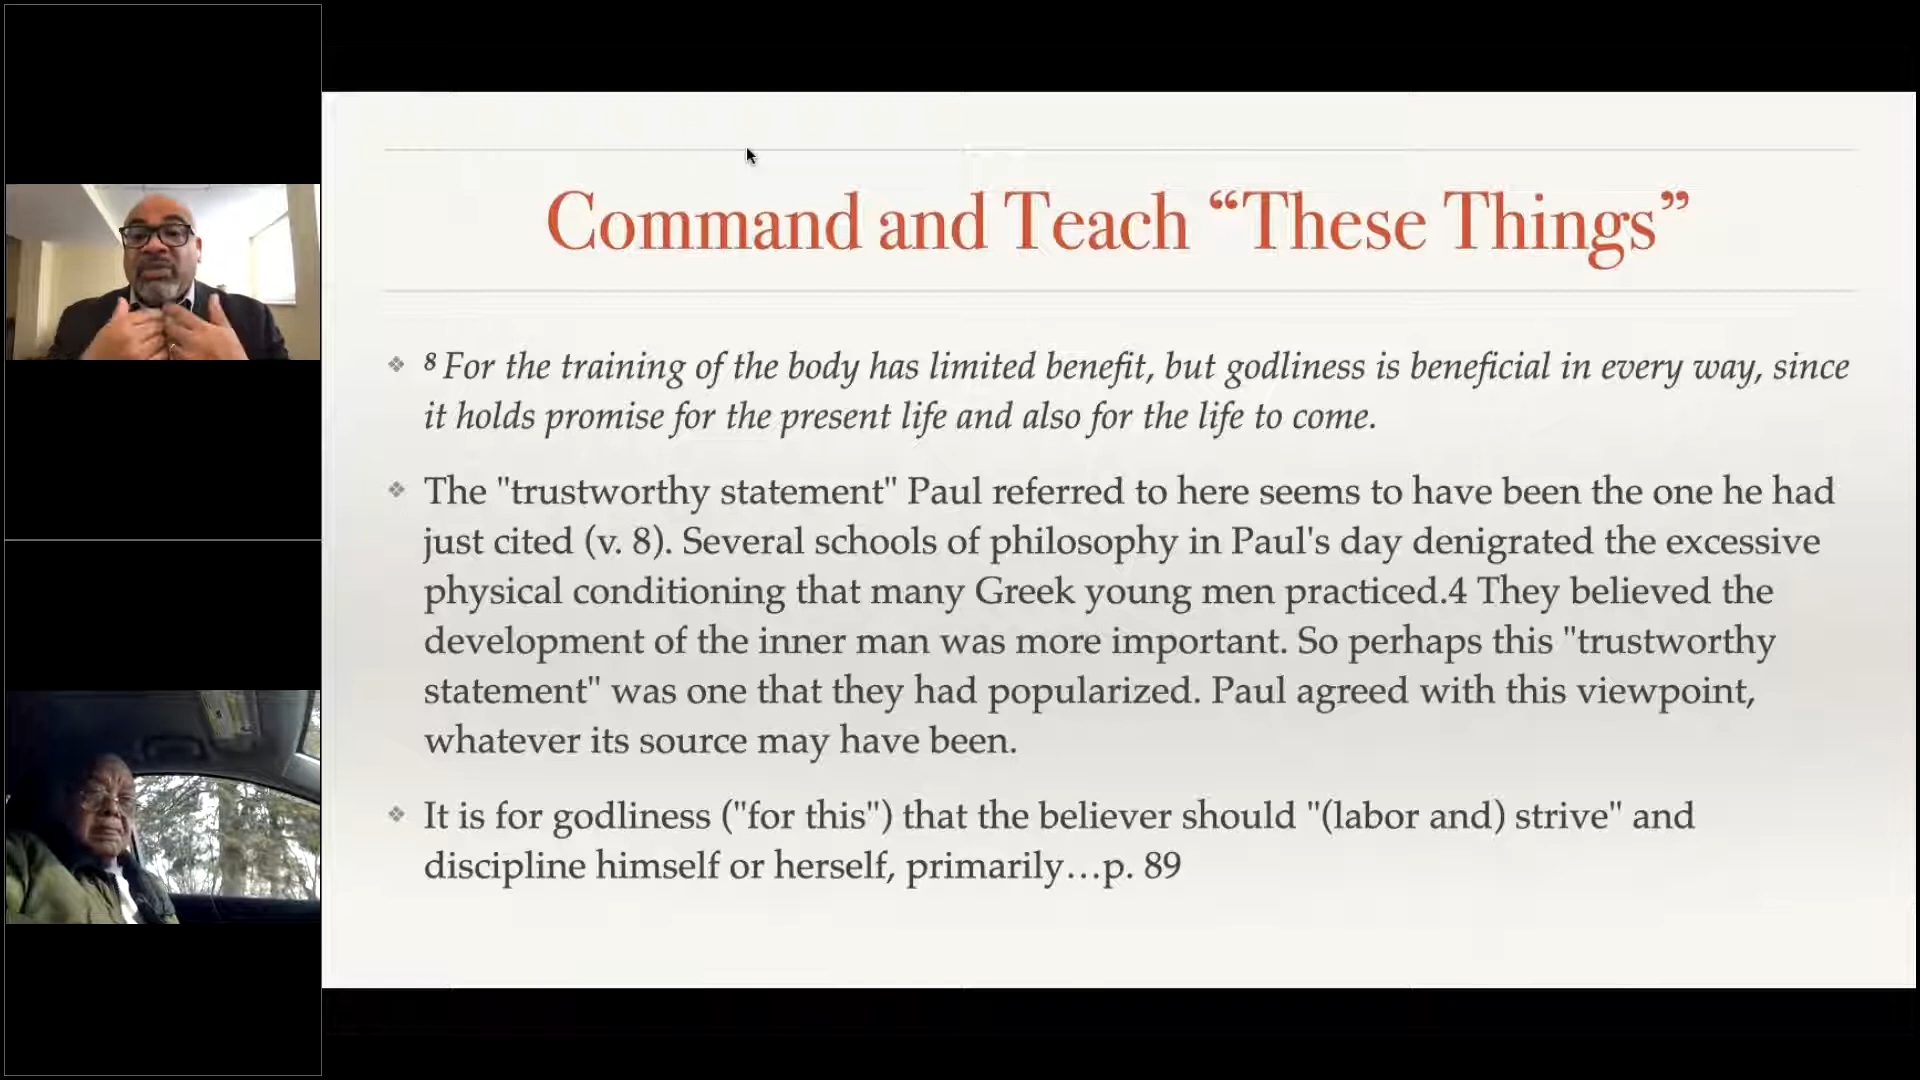 Command and Teach “These Things”
8 For the training of the body has limited benefit, but godliness is beneficial in every way, since
it holds promise for the present life and also for the life to come.
The "trustworthy statement" Paul referred to here seems to have been the one he had
just cited (v. 8). Several schools of philosophy in Paul's day denigrated the excessive
physical conditioning that many Greek young men practiced.4 They believed the
development of the inner man was more important. So perhaps this "trustworthy
statement" was one that they had popularized. Paul agreed with this viewpoint,
whatever its source may have been.
It is for godliness ("for this") that the believer should "(labor and) strive" and
discipline himself or herself, primarily…p. 89